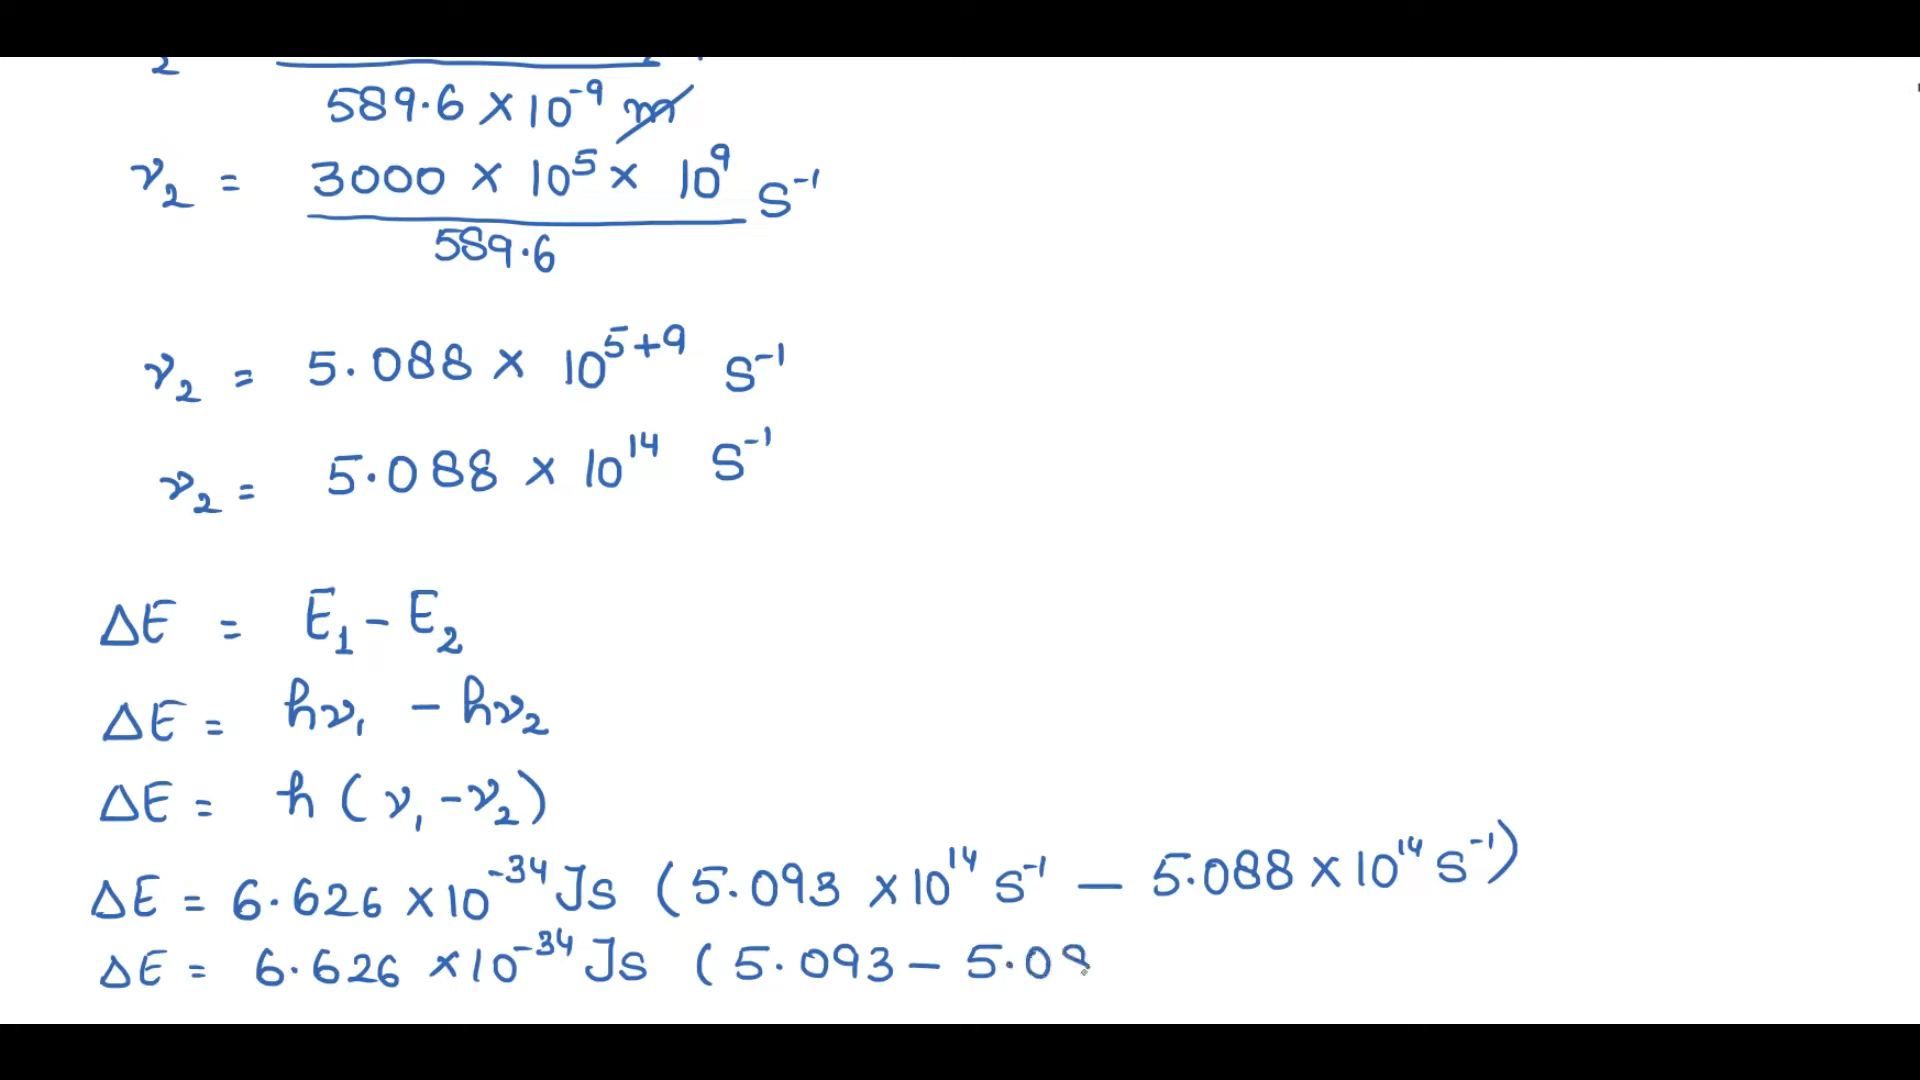 2
589.6 × 10⁻⁹ m
ν₂ = 3000 × 10⁵ × 10⁹ S⁻¹
589.6
ν₂ = 5.088 × 10⁵⁺⁹ S⁻¹
ν₂ = 5.088 × 10¹⁴ S⁻¹
ΔE = E₁ - E₂
ΔE = hν₁ - hν₂
ΔE = h (ν₁ - ν₂)
ΔE = 6.626 × 10⁻³⁴ Js (5.093 × 10¹⁴ S⁻¹ — 5.088 × 10¹⁴ S⁻¹)
ΔE = 6.626 × 10⁻³⁴ Js (5.093 — 5.08